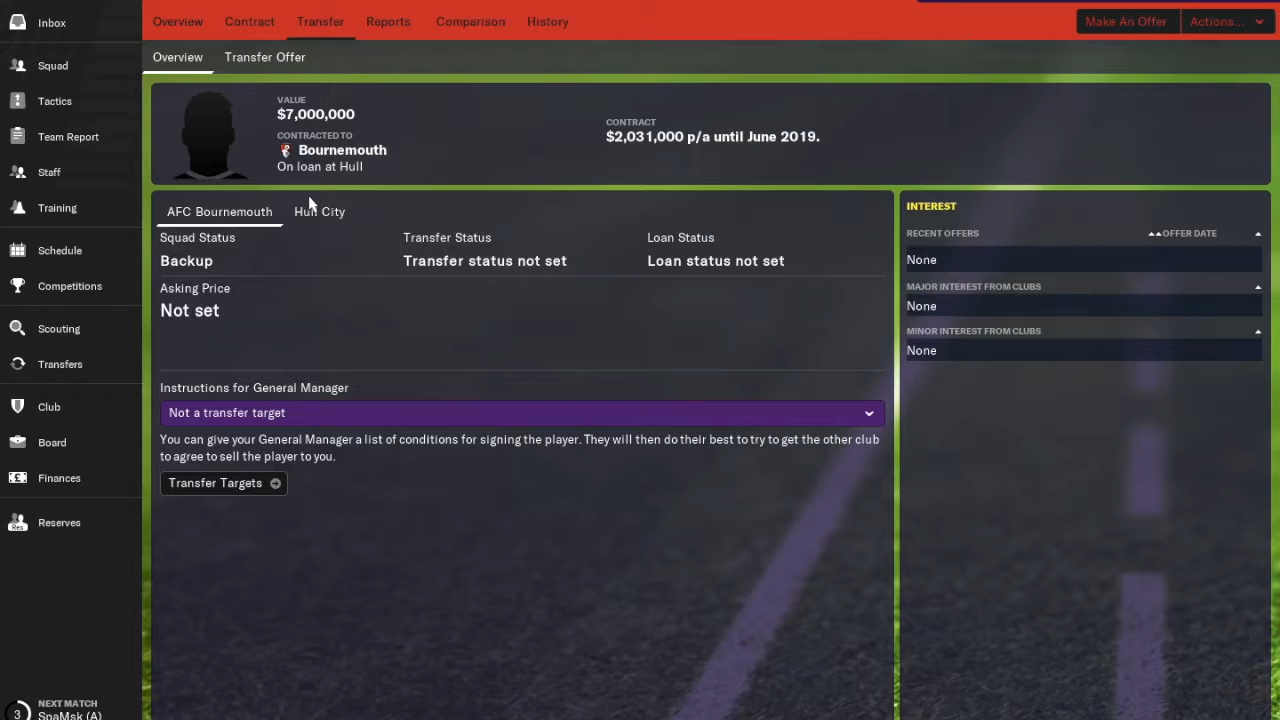 Inbox
Squad
Tactics
Team Report
Staff
Training
Schedule
Competitions
Scouting
Transfers
Club
Board
Finances
Res
Reserves
3
NEXT MATCH
SpaMsk (A)
Overview Contract Transfer Reports Comparison History
Make An Offer Actions...
Overview Transfer Offer
VALUE
$7,000,000
CONTRACTED TO
Bournemouth
On loan at Hull
CONTRACT
$2,031,000 p/a until June 2019.
AFC Bournemouth Hull City
Squad Status Transfer Status Loan Status
Backup Transfer status not set Loan status not set
Asking Price
Not set
Instructions for General Manager
Not a transfer target
You can give your General Manager a list of conditions for signing the player. They will then do their best to try to get the other club
to agree to sell the player to you.
Transfer Targets
INTEREST
RECENT OFFERS OFFER DATE
None
MAJOR INTEREST FROM CLUBS
None
MINOR INTEREST FROM CLUBS
None